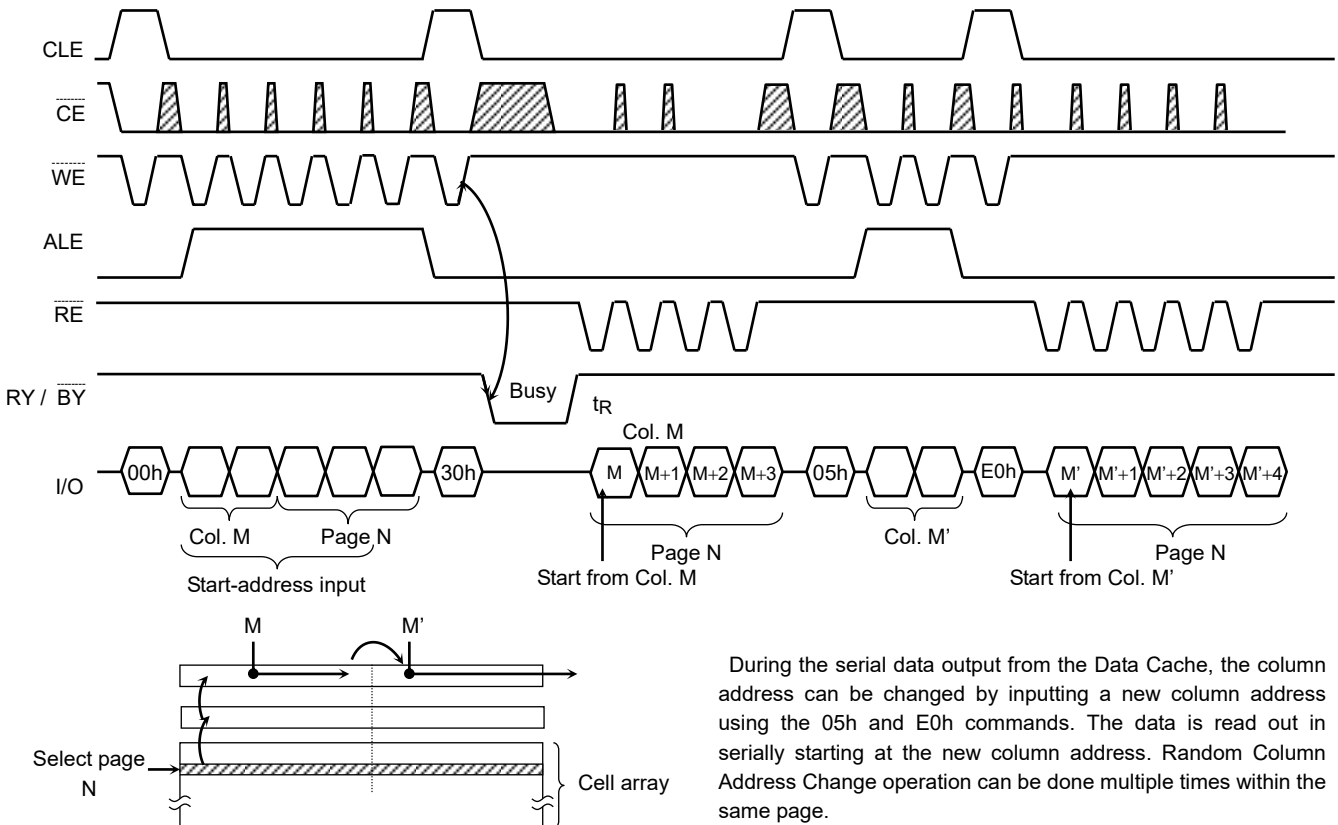 CLE
CE
WE
ALE
RE
RY / BY
Busy
tR
Col. M
I/O
00h
30h
M
M+1
M+2
M+3
05h
E0h
M'
M'+1
M'+2
M'+3
M'+4
Col. M
Page N
Start-address input
Page N
Start from Col. M
Col. M’
Page N
Start from Col. M’
M
M’
Select page
N
Cell array
During the serial data output from the Data Cache, the column
address can be changed by inputting a new column address
using the 05h and E0h commands. The data is read out in
serially starting at the new column address. Random Column
Address Change operation can be done multiple times within the
same page.